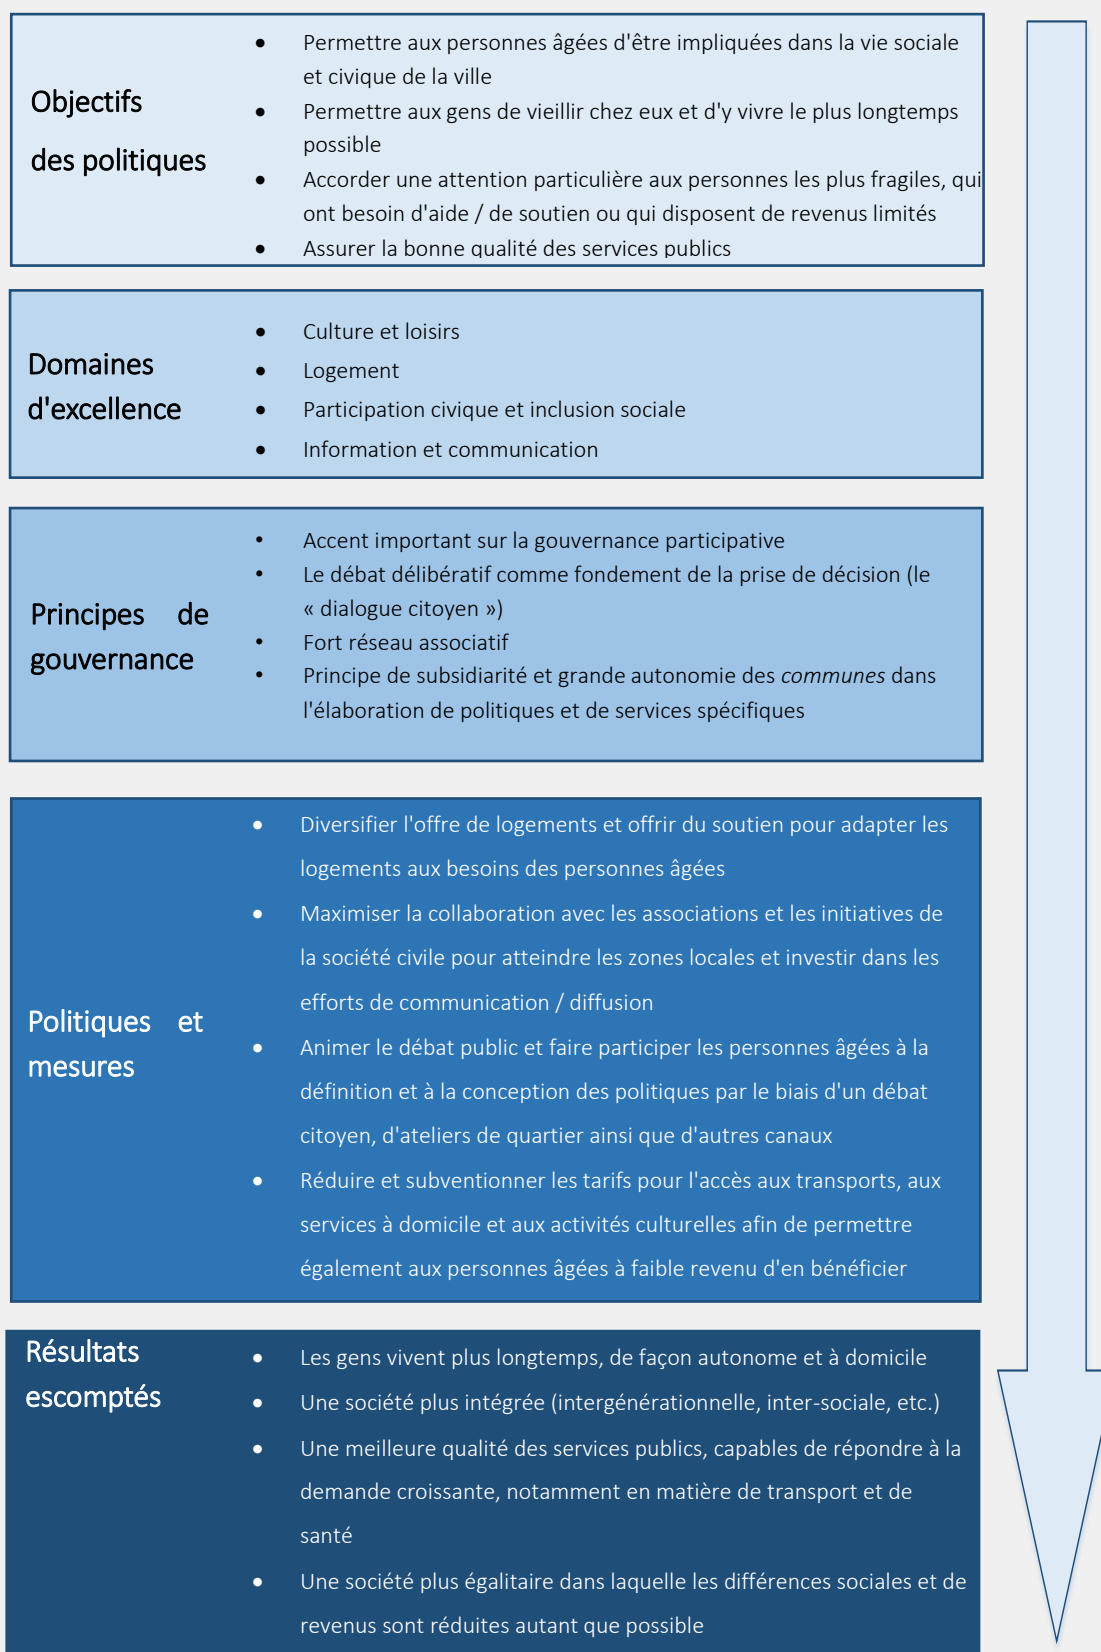 Objectifs
des politiques
• Permettre aux personnes âgées d'être impliquées dans la vie sociale
et civique de la ville
• Permettre aux gens de vieillir chez eux et d'y vivre le plus longtemps
possible
• Accorder une attention particulière aux personnes les plus fragiles, qui
ont besoin d'aide / de soutien ou qui disposent de revenus limités
• Assurer la bonne qualité des services publics
Domaines
d'excellence
• Culture et loisirs
• Logement
• Participation civique et inclusion sociale
• Information et communication
Principes de
gouvernance
• Accent important sur la gouvernance participative
• Le débat délibératif comme fondement de la prise de décision (le
« dialogue citoyen »)
• Fort réseau associatif
• Principe de subsidiarité et grande autonomie des communes dans
l'élaboration de politiques et de services spécifiques
Politiques et
mesures
• Diversifier l'offre de logements et offrir du soutien pour adapter les
logements aux besoins des personnes âgées
• Maximiser la collaboration avec les associations et les initiatives de
la société civile pour atteindre les zones locales et investir dans les
efforts de communication / diffusion
• Animer le débat public et faire participer les personnes âgées à la
définition et à la conception des politiques par le biais d'un débat
citoyen, d'ateliers de quartier ainsi que d'autres canaux
• Réduire et subventionner les tarifs pour l'accès aux transports, aux
services à domicile et aux activités culturelles afin de permettre
également aux personnes âgées à faible revenu d'en bénéficier
Résultats
escomptés
• Les gens vivent plus longtemps, de façon autonome et à domicile
• Une société plus intégrée (intergénérationnelle, inter-sociale, etc.)
• Une meilleure qualité des services publics, capables de répondre à la
demande croissante, notamment en matière de transport et de
santé
• Une société plus égalitaire dans laquelle les différences sociales et de
revenus sont réduites autant que possible